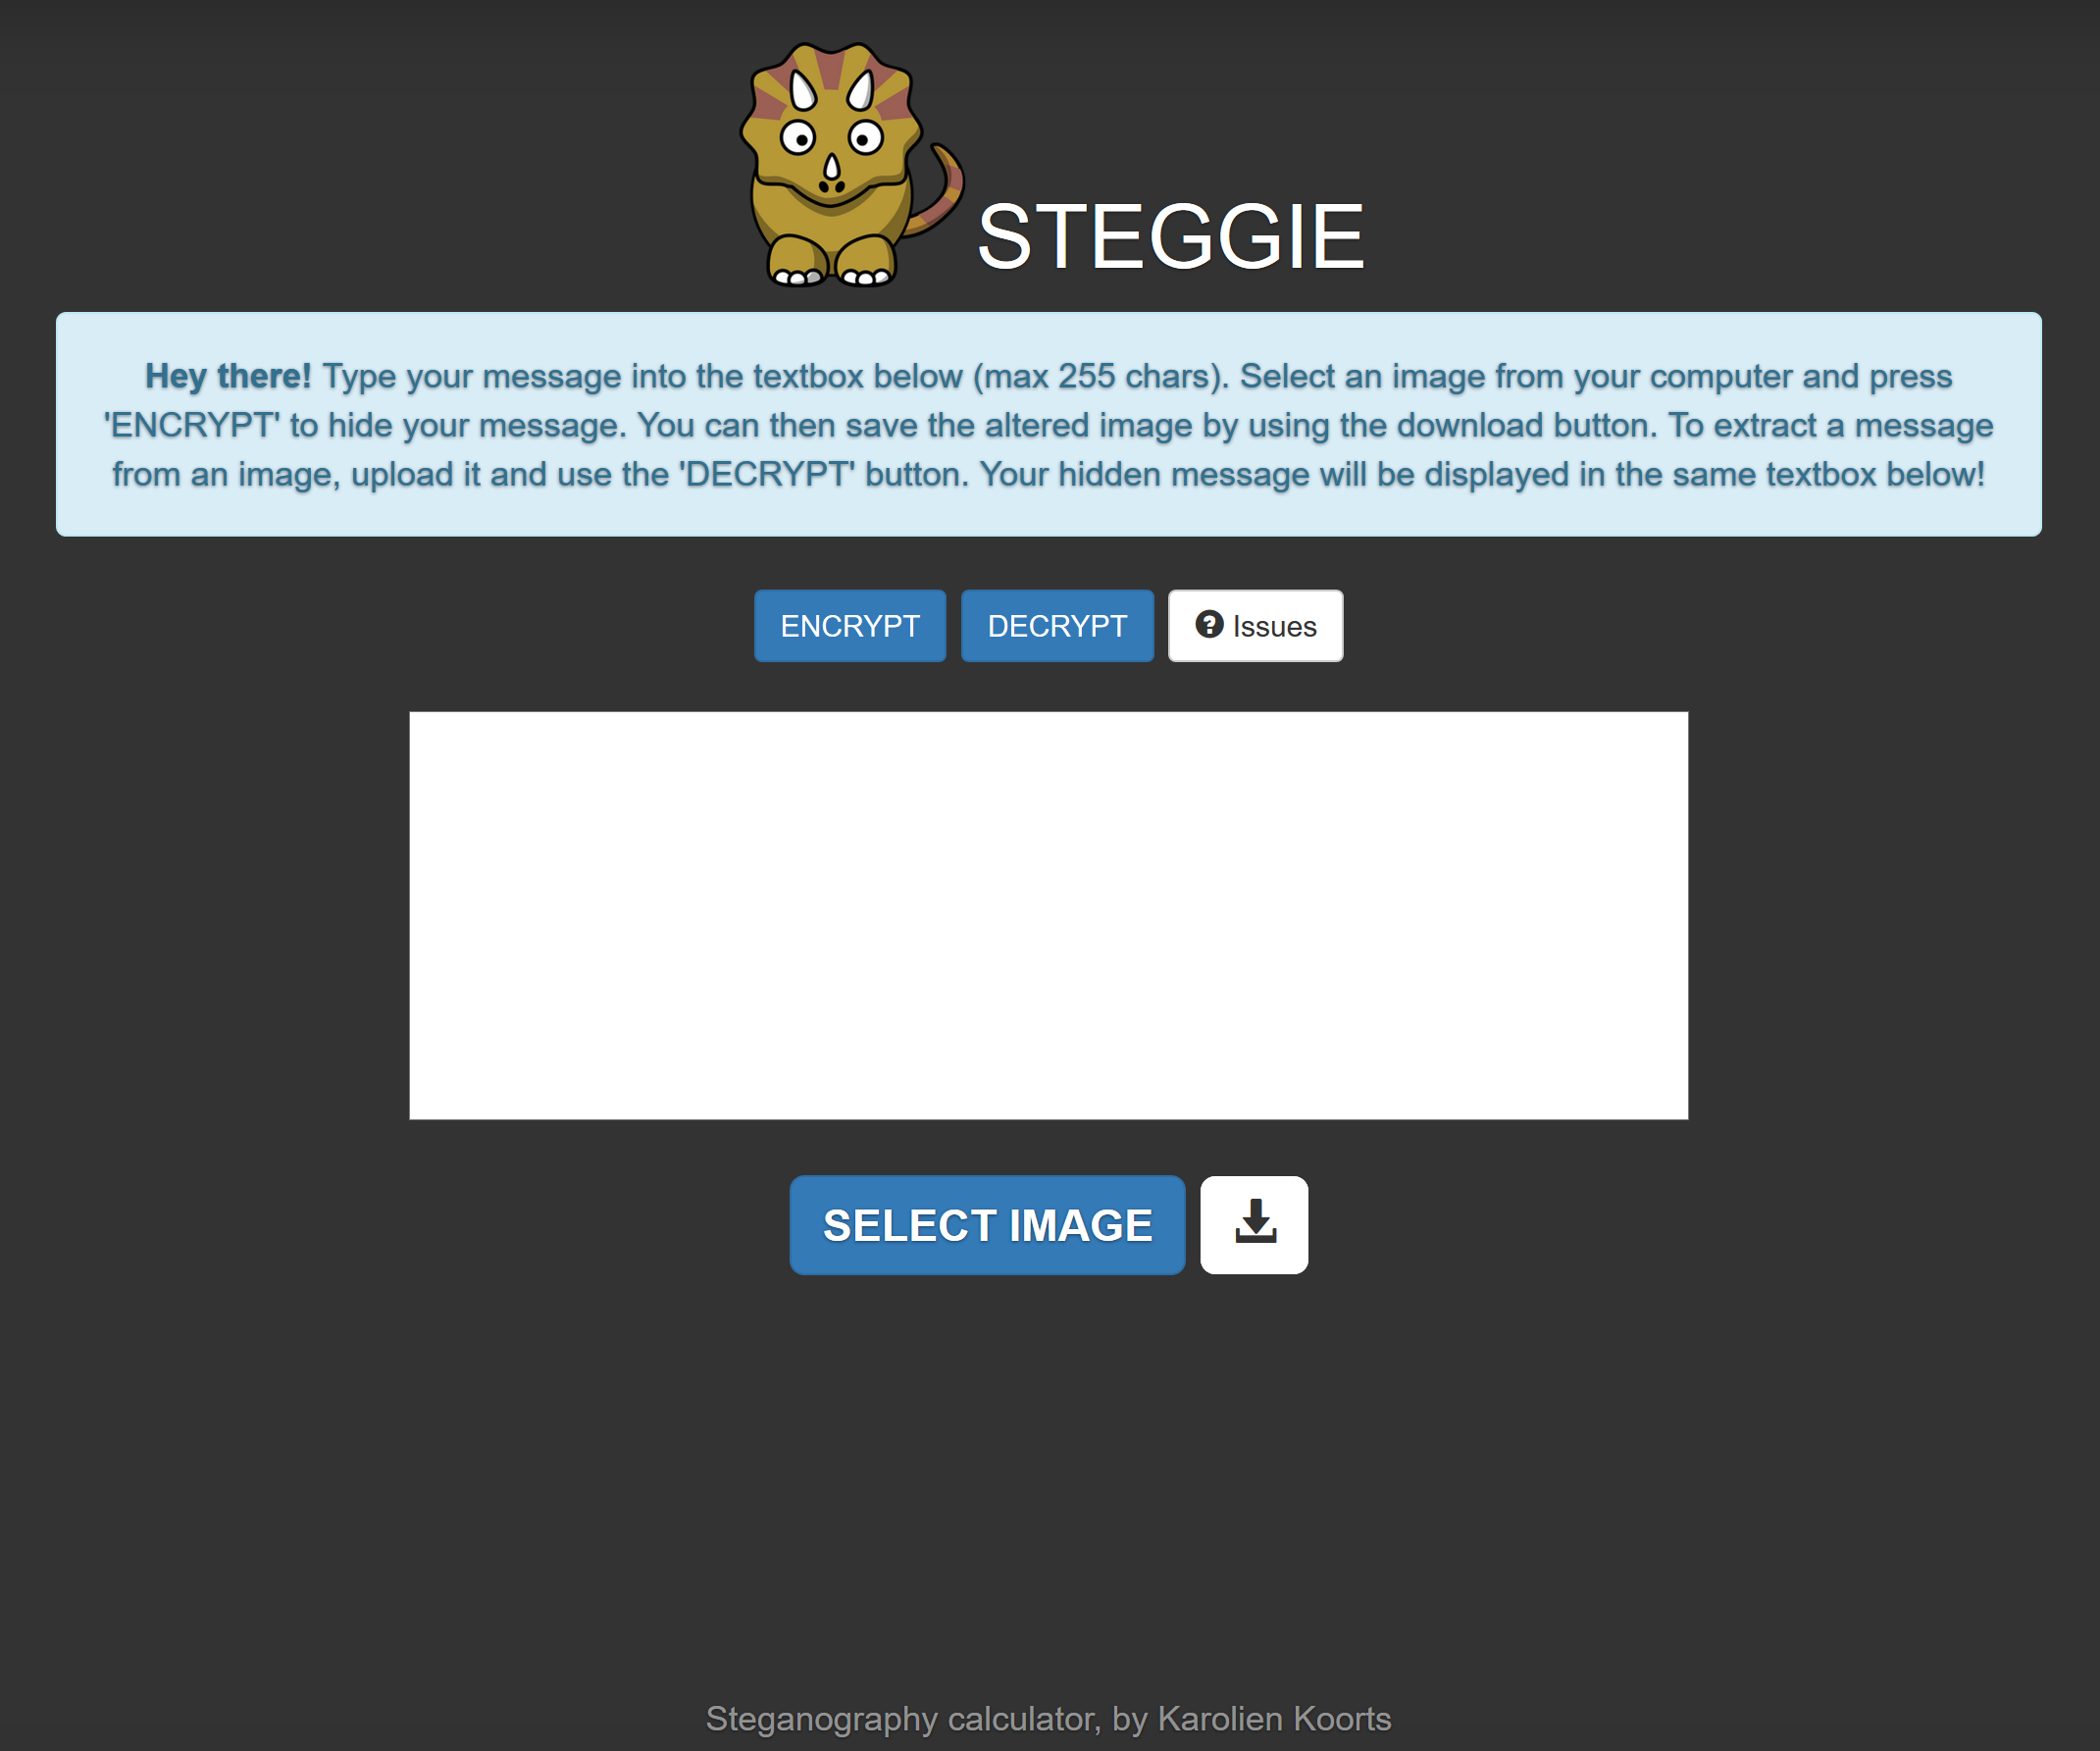 STEGGIE
Hey there! Type your message into the textbox below (max 255 chars). Select an image from your computer and press
'ENCRYPT' to hide your message. You can then save the altered image by using the download button. To extract a message
from an image, upload it and use the 'DECRYPT' button. Your hidden message will be displayed in the same textbox below!
ENCRYPT DECRYPT ? Issues
SELECT IMAGE
Steganography calculator, by Karolien Koorts